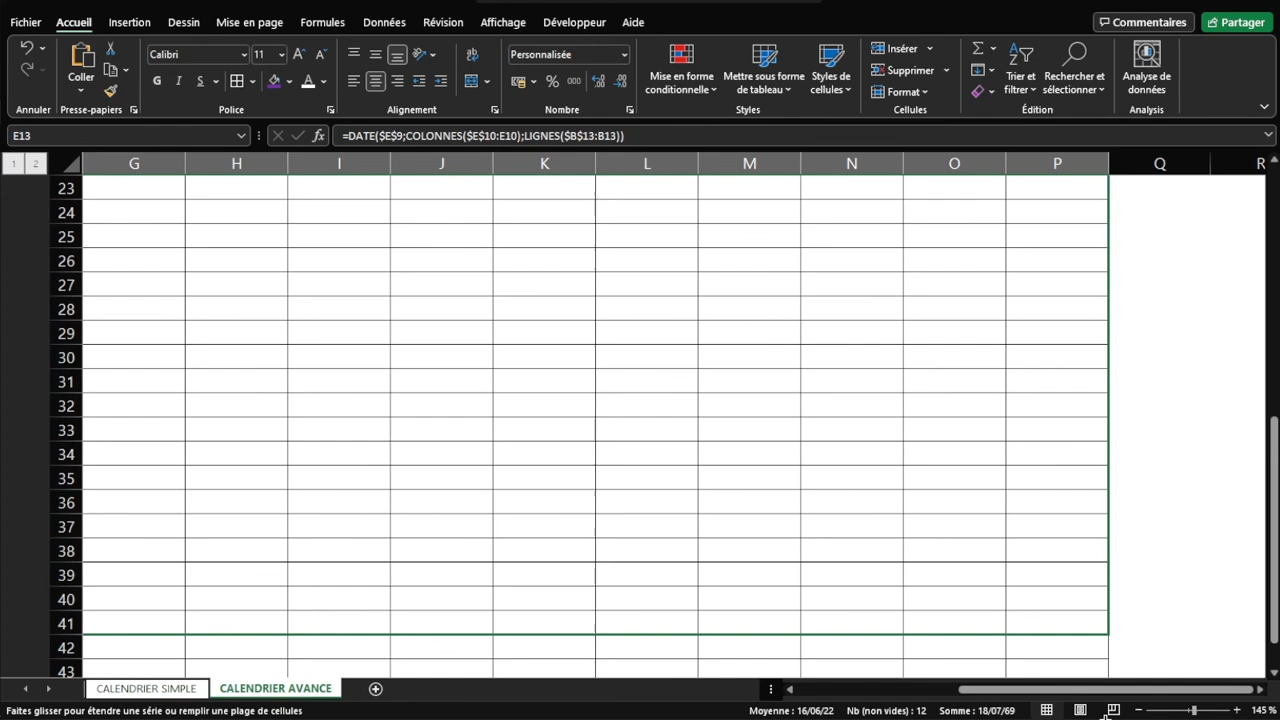 Fichier Accueil Insertion Dessin Mise en page Formules Données Révision Affichage Développeur Aide Commentaires Partager
Coller
Calibri 11
G I S
Personnalisée
% 000
Mise en forme conditionnelle
Mettre sous forme de tableau
Styles de cellules
Insérer
Supprimer
Format
Trier et filtrer
Rechercher et sélectionner
Analyse de données
Annuler Presse-papiers Police Alignement Nombre Styles Cellules Édition Analysis
E13 fx =DATE($E$9;COLONNES($E$10:E10);LIGNES($B$13:B13))
1 2 G H I J K L M N O P Q R
23
24
25
26
27
28
29
30
31
32
33
34
35
36
37
38
39
40
41
42
43
CALENDRIER SIMPLE CALENDRIER AVANCE
Faites glisser pour étendre une série ou remplir une plage de cellules Moyenne : 16/06/22 Nb (non vides) : 12 Somme : 18/07/69 145 %